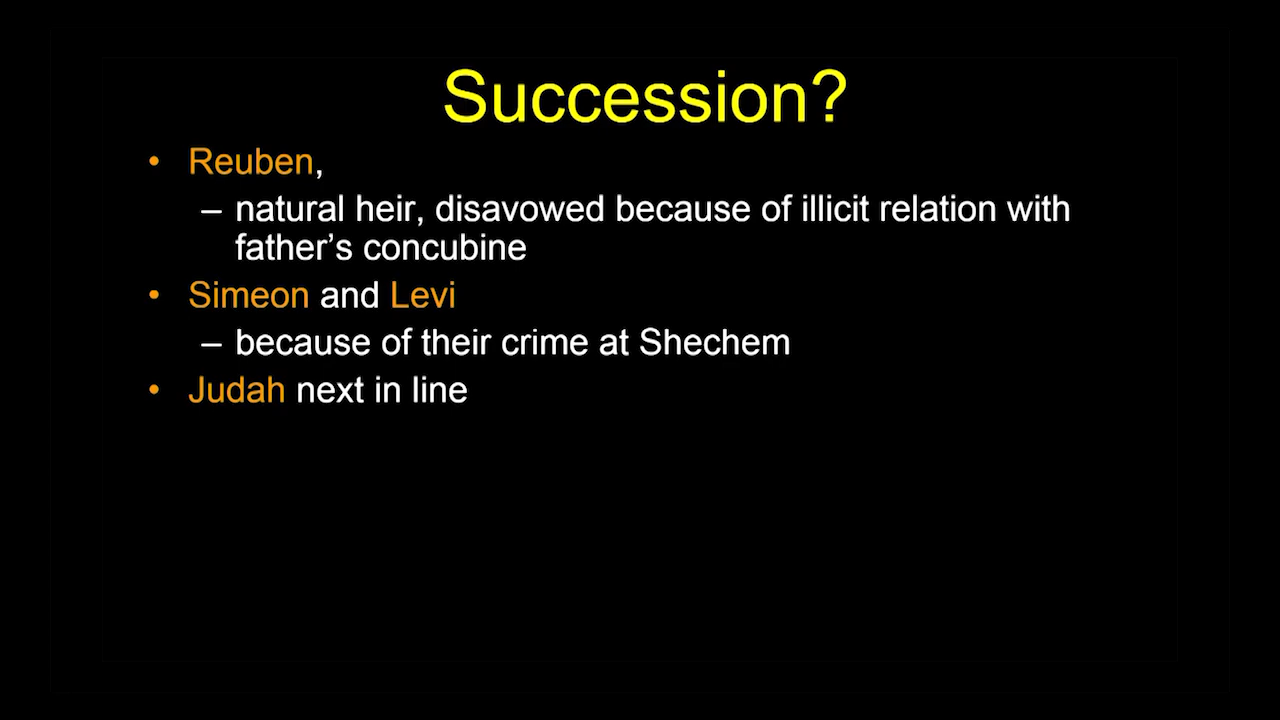 Succession?
• Reuben,
– natural heir, disavowed because of illicit relation with
father’s concubine
• Simeon and Levi
– because of their crime at Shechem
• Judah next in line